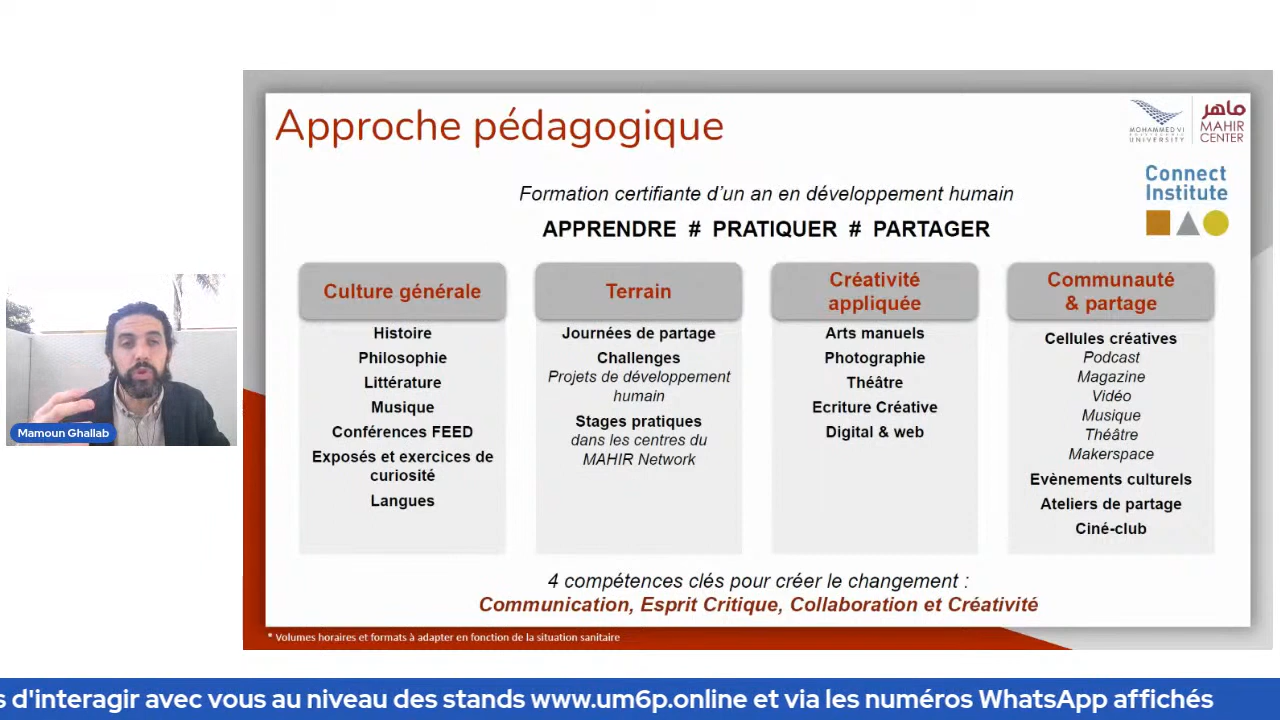 Approche pédagogique
MOHAMMED VI
POLYTECHNIC
UNIVERSITY
ماهر
MAHIR
CENTER
Connect
Institute
Formation certifiante d'un an en développement humain
APPRENDRE # PRATIQUER # PARTAGER
Culture générale
Histoire
Philosophie
Littérature
Musique
Conférences FEED
Exposés et exercices de
curiosité
Langues
Terrain
Journées de partage
Challenges
Projets de développement
humain
Stages pratiques
dans les centres du
MAHIR Network
Créativité
appliquée
Arts manuels
Photographie
Théâtre
Ecriture Créative
Digital & web
Communauté
& partage
Cellules créatives
Podcast
Magazine
Vidéo
Musique
Théâtre
Makerspace
Evènements culturels
Ateliers de partage
Ciné-club
4 compétences clés pour créer le changement :
Communication, Esprit Critique, Collaboration et Créativité
* Volumes horaires et formats à adapter en fonction de la situation sanitaire
Mamoun Ghallab
s d'interagir avec vous au niveau des stands www.um6p.online et via les numéros WhatsApp affichés